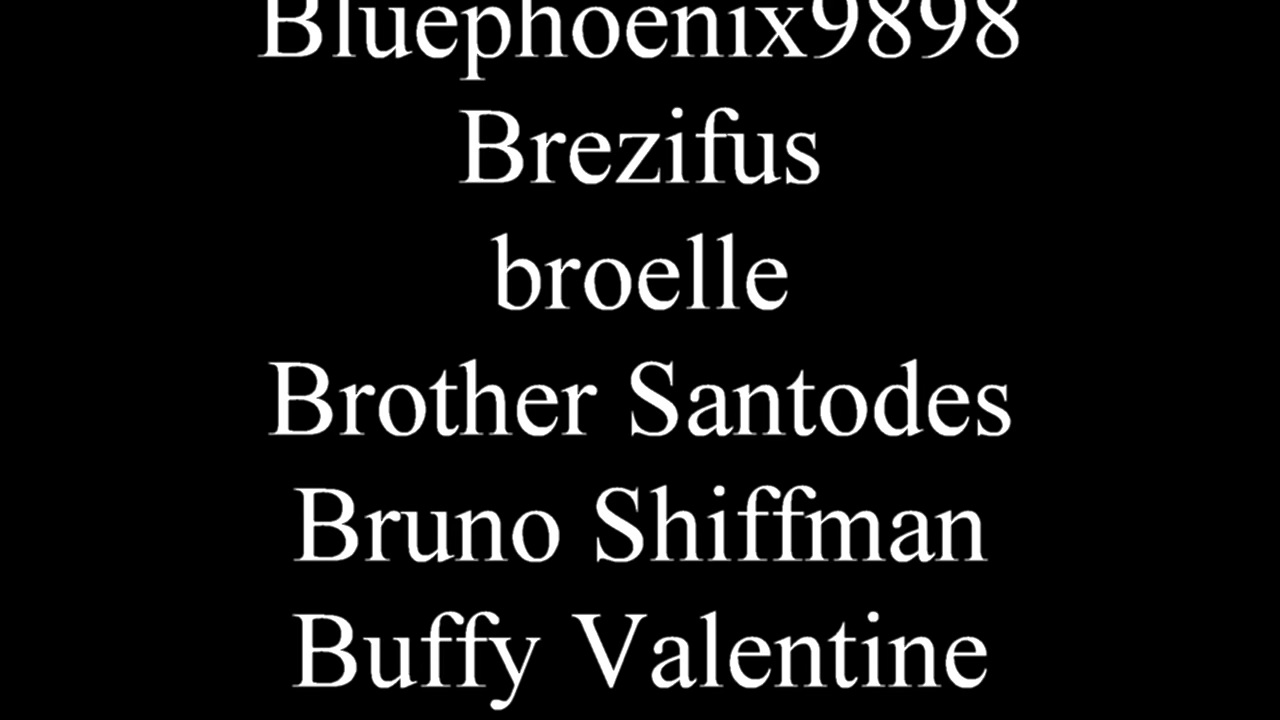 Bluephoenix9898
Brezifus
broelle
Brother Santodes
Bruno Shiffman
Buffy Valentine